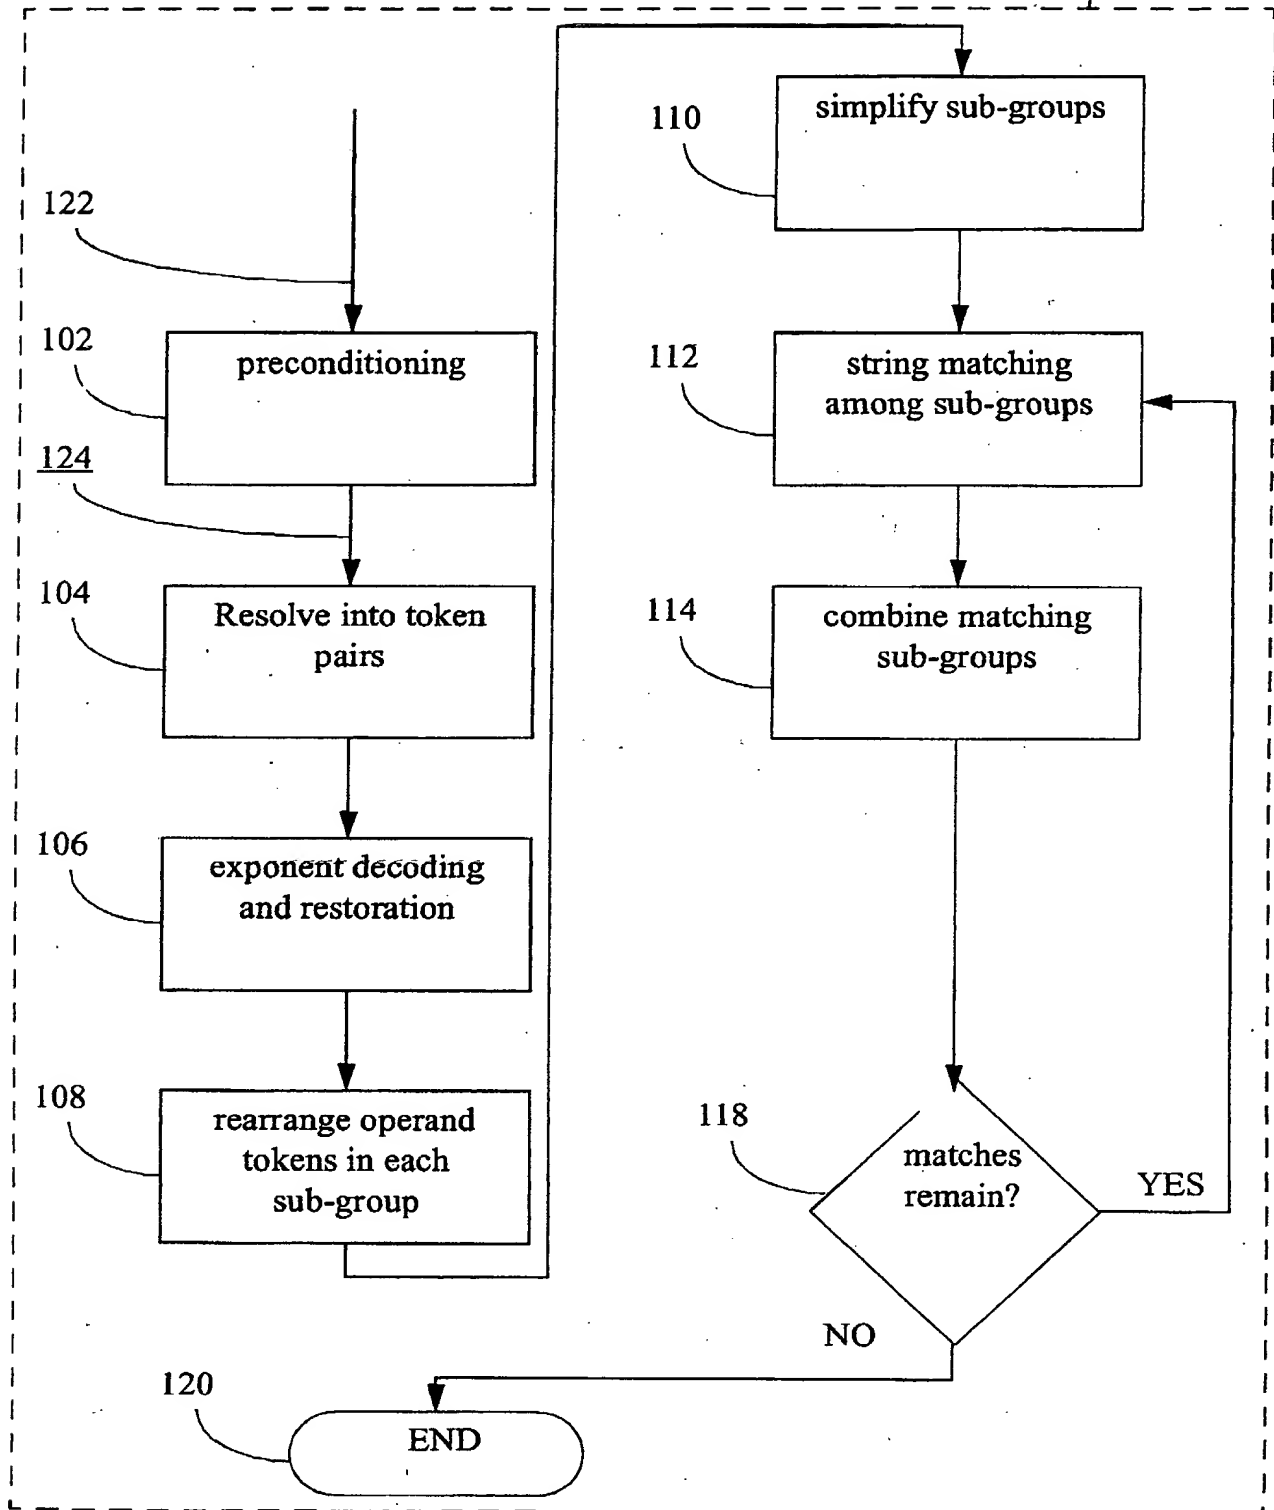 122
102
preconditioning
124
104
Resolve into token
pairs
106
exponent decoding
and restoration
108
rearrange operand
tokens in each
sub-group
110
simplify sub-groups
112
string matching
among sub-groups
114
combine matching
sub-groups
118
matches
remain?
YES
NO
120
END